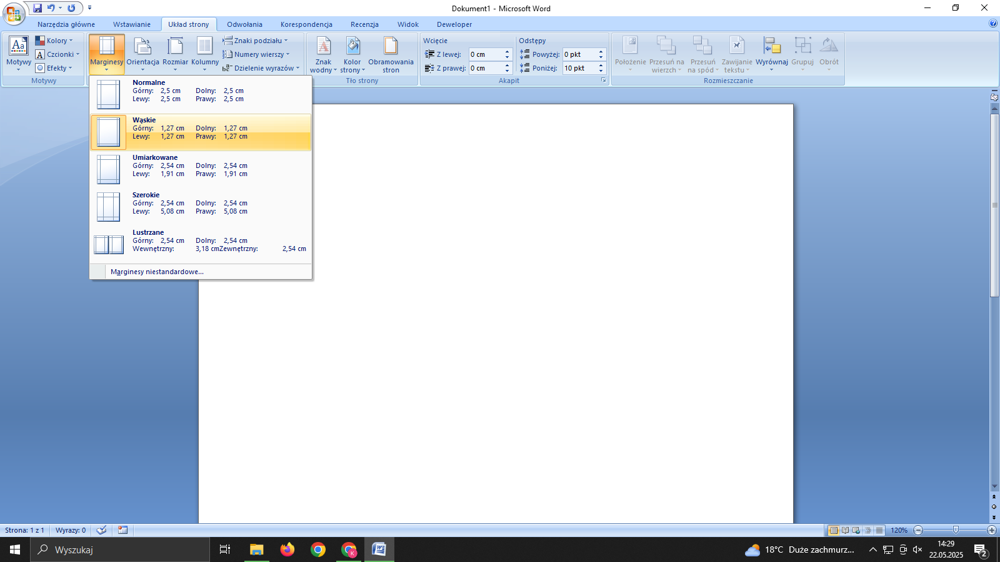 Dokument1 - Microsoft Word
Narzędzia główne Wstawianie Układ strony Odwołania Korespondencja Recenzja Widok Deweloper
Motywy
Kolory
Czcionki
Efekty
Motywy
Marginesy Orientacja Rozmiar Kolumny
Znaki podziału
Numery wierszy
Dzielenie wyrazów
Znak wodny
Kolor strony
Obramowania stron
Tło strony
Wcięcie
Z lewej: 0 cm
Z prawej: 0 cm
Odstępy
Powyżej: 0 pkt
Poniżej: 10 pkt
Akapit
Położenie
Przesuń na wierzch
Przesuń na spód
Zawijanie tekstu
Wyrównaj
Grupuj
Obrót
Rozmieszczanie
Normalne
Górny: 2,5 cm Dolny: 2,5 cm
Lewy: 2,5 cm Prawy: 2,5 cm
Wąskie
Górny: 1,27 cm Dolny: 1,27 cm
Lewy: 1,27 cm Prawy: 1,27 cm
Umiarkowane
Górny: 2,54 cm Dolny: 2,54 cm
Lewy: 1,91 cm Prawy: 1,91 cm
Szerokie
Górny: 2,54 cm Dolny: 2,54 cm
Lewy: 5,08 cm Prawy: 5,08 cm
Lustrzane
Górny: 2,54 cm Dolny: 2,54 cm
Wewnętrzny: 3,18 cmZewnętrzny: 2,54 cm
Marginesy niestandardowe...
Strona: 1 z 1 Wyrazy: 0 120%
Wyszukaj
18°C Duże zachmurz...
14:29
22.05.2025
2